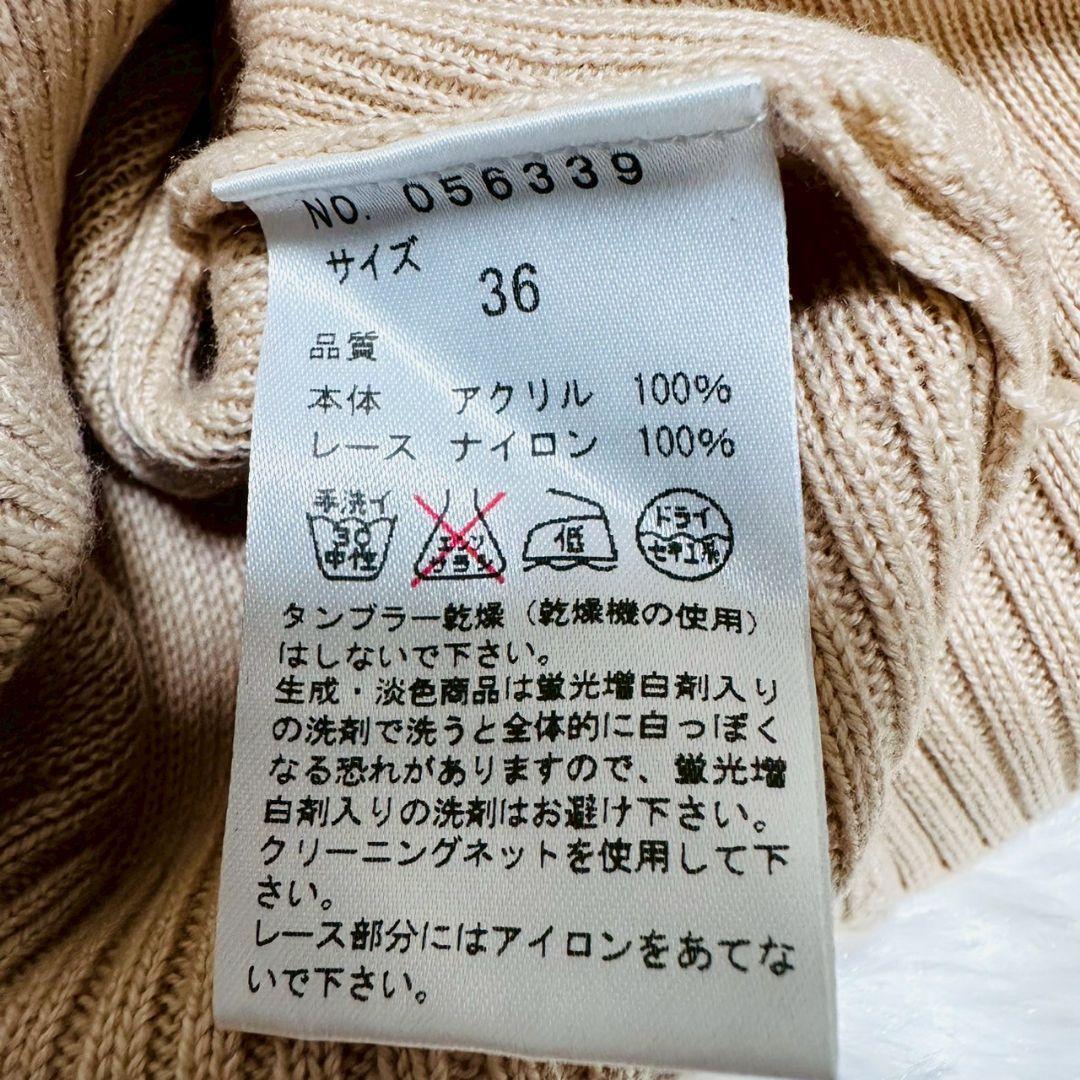 NO. 056339
サイズ
36
品質
本体 アクリル 100%
レース ナイロン 100%
手洗イ
30
中性
エンソ
サラシ
低
ドライ
セキユ系
タンブラー乾燥（乾燥機の使用）
はしないで下さい。
生成・淡色商品は蛍光増白剤入り
の洗剤で洗うと全体的に白っぽく
なる恐れがありますので、蛍光増
白剤入りの洗剤はお避け下さい。
クリーニングネットを使用して下
さい。
レース部分にはアイロンをあてな
いで下さい。